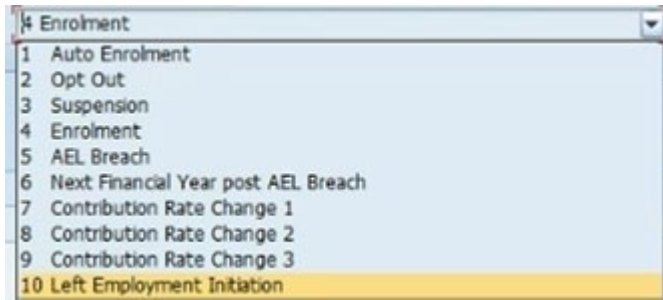 4 Enrolment
1 Auto Enrolment
2 Opt Out
3 Suspension
4 Enrolment
5 AEL Breach
6 Next Financial Year post AEL Breach
7 Contribution Rate Change 1
8 Contribution Rate Change 2
9 Contribution Rate Change 3
10 Left Employment Initiation